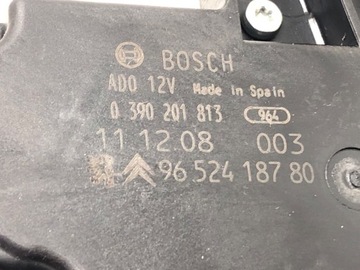 BOSCH
ADO 12V Made in Spain
0 390 201 813 964
11 12.08 003
96 524 187 80